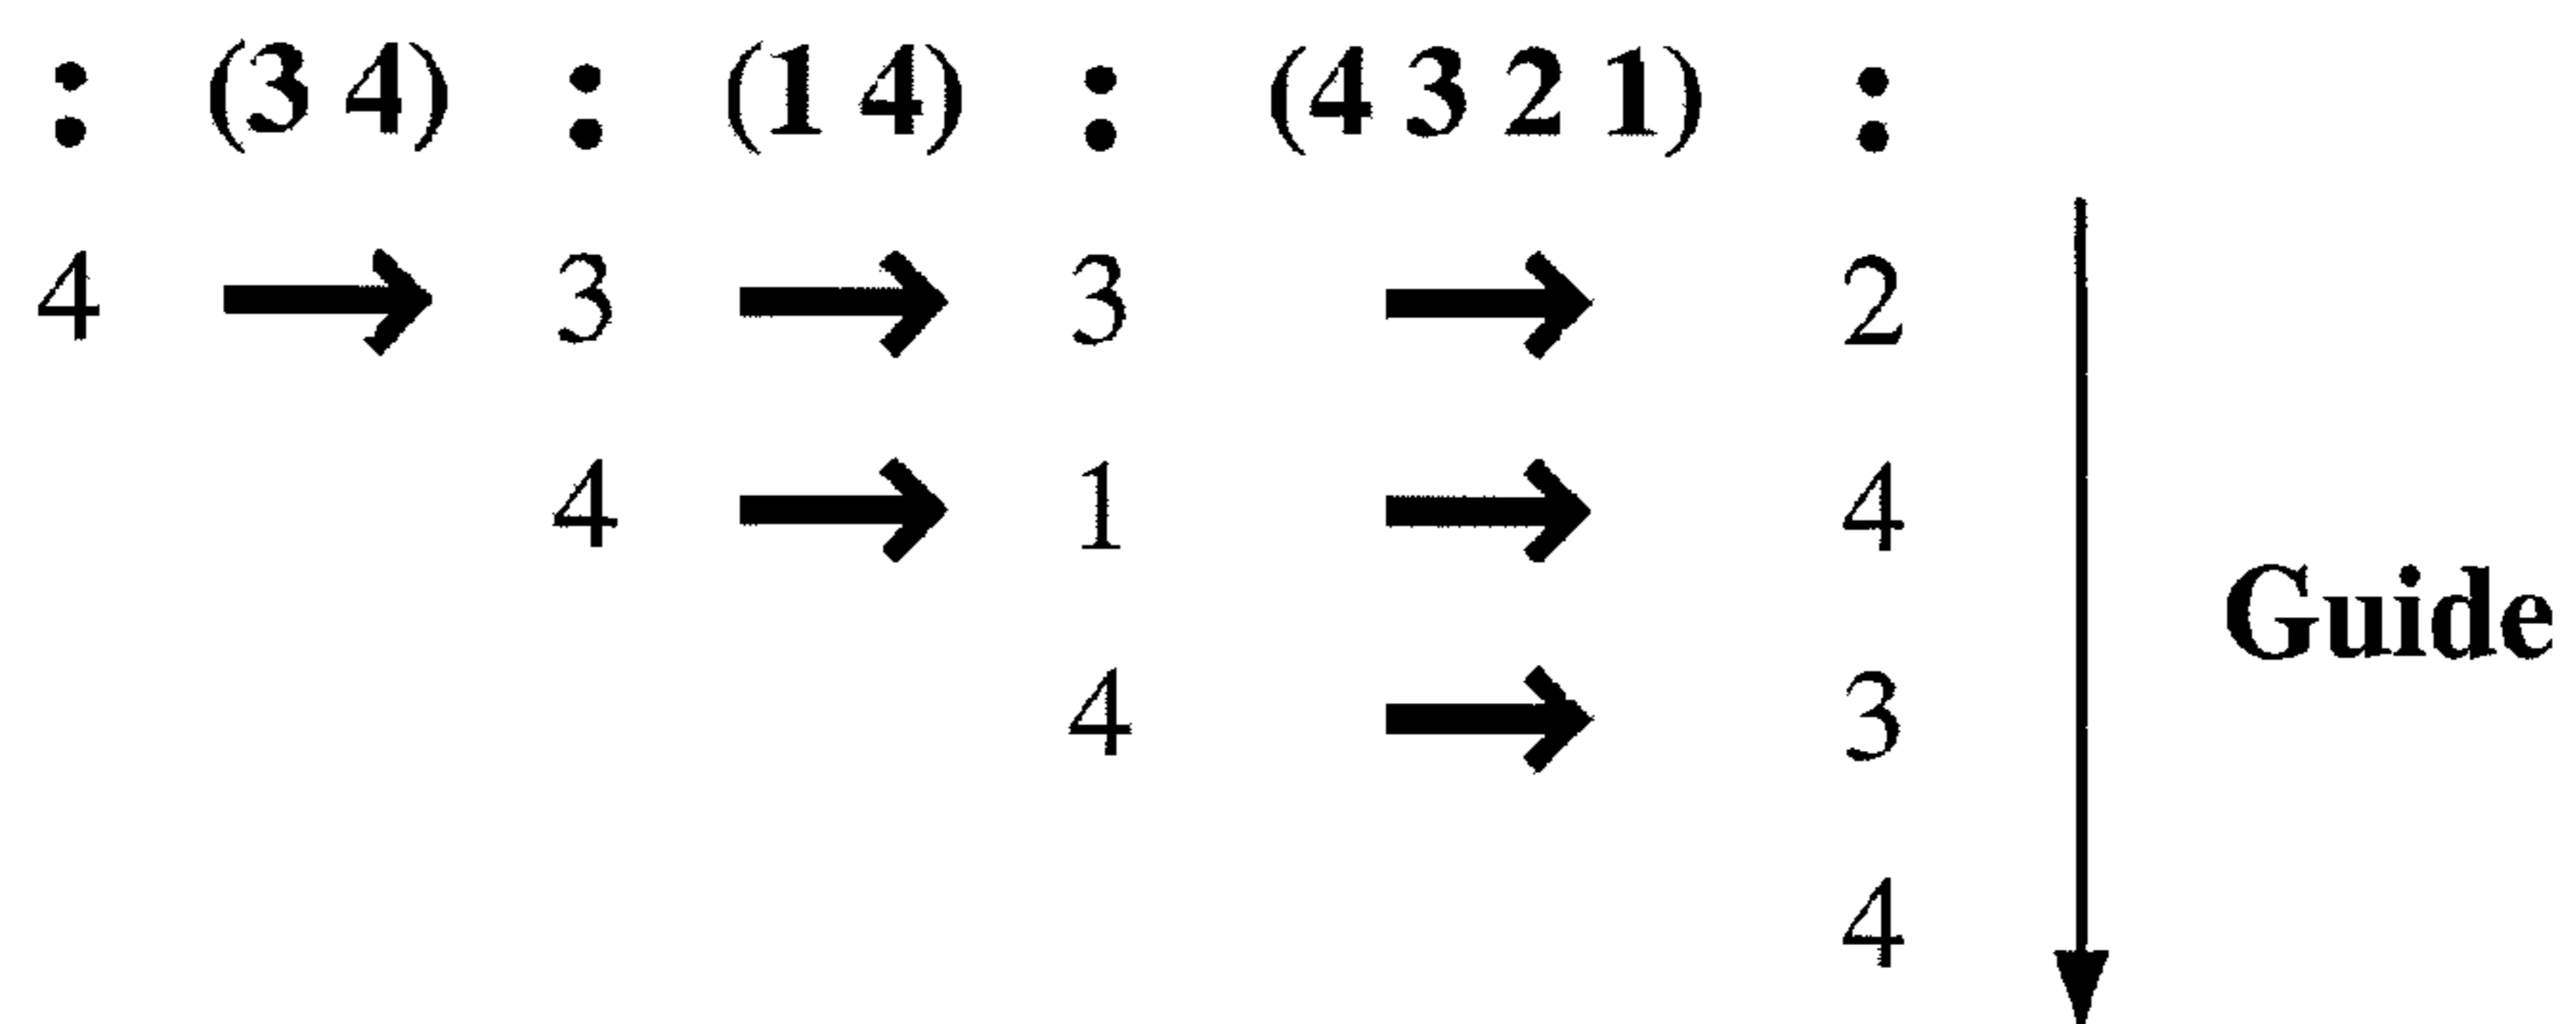 : (3 4) : (1 4) : (4 3 2 1) :
4 → 3 → 3 → 2
4 → 1 → 4
4 → 3
Guide
4